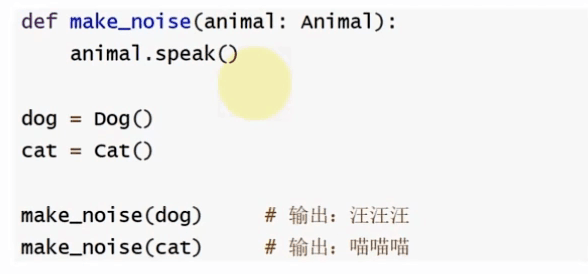 def make_noise(animal: Animal):
    animal.speak()
dog = Dog()
cat = Cat()
make_noise(dog)     # 输出：汪汪汪
make_noise(cat)     # 输出：喵喵喵